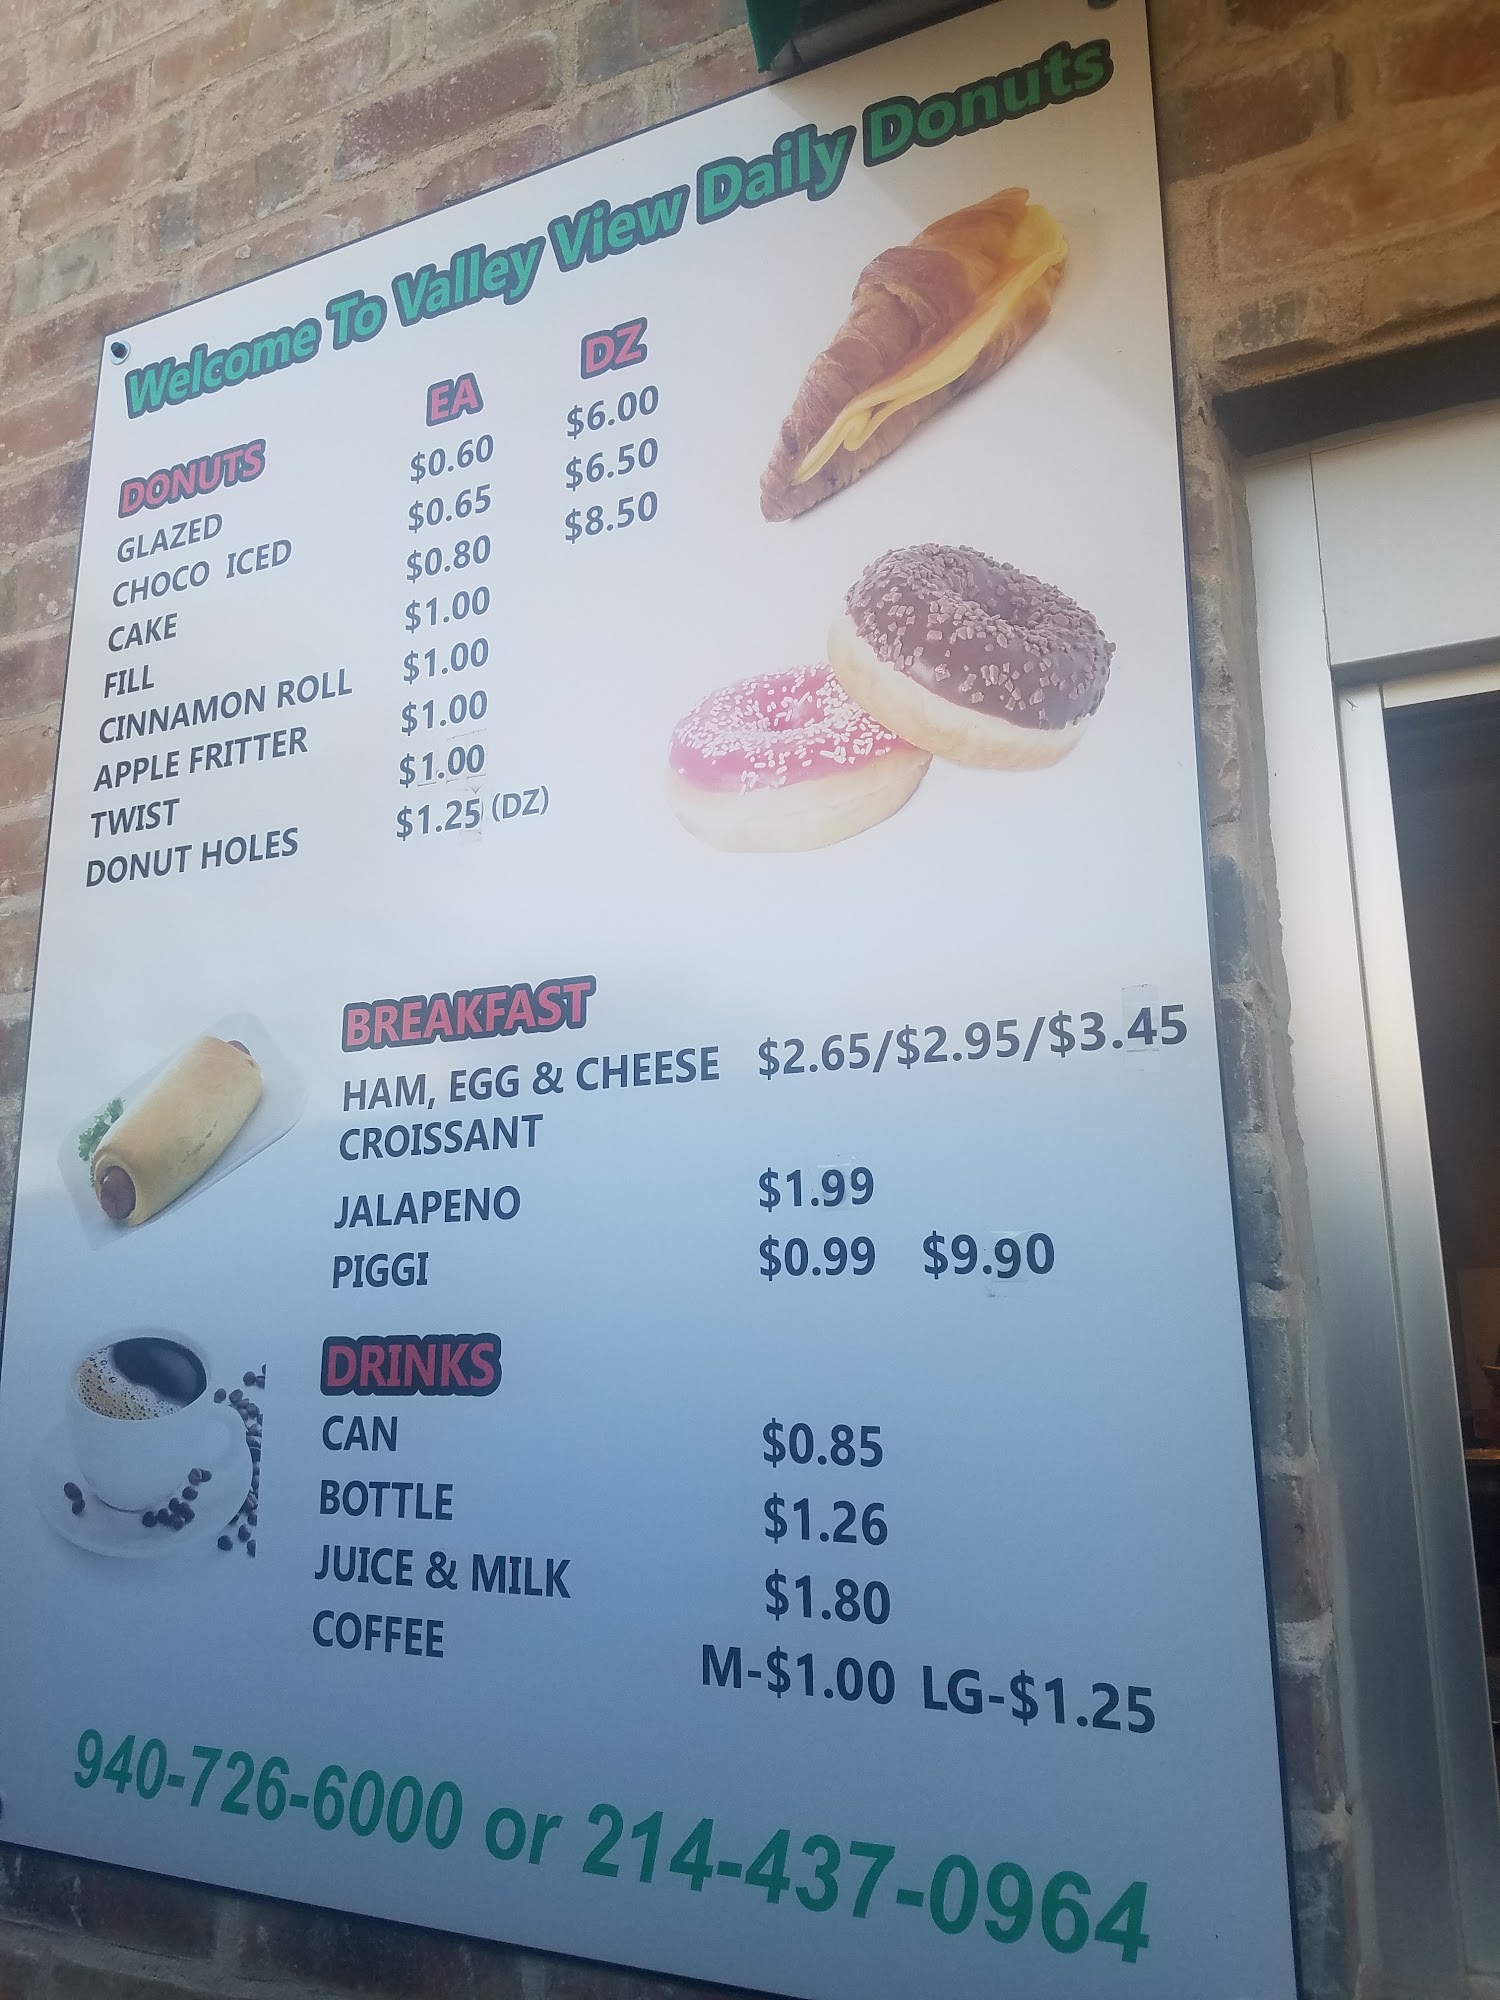 Welcome To Valley View Daily Donuts
DONUTS EA DZ
GLAZED $0.60 $6.00
CHOCO ICED $0.65 $6.50
CAKE $0.80 $8.50
FILL $1.00
CINNAMON ROLL $1.00
APPLE FRITTER $1.00
TWIST $1.00
DONUT HOLES $1.25 (DZ)
BREAKFAST
HAM, EGG & CHEESE $2.65/$2.95/$3.45
CROISSANT
JALAPENO $1.99
PIGGI $0.99 $9.90
DRINKS
CAN $0.85
BOTTLE $1.26
JUICE & MILK $1.80
COFFEE M-$1.00 LG-$1.25
940-726-6000 or 214-437-0964